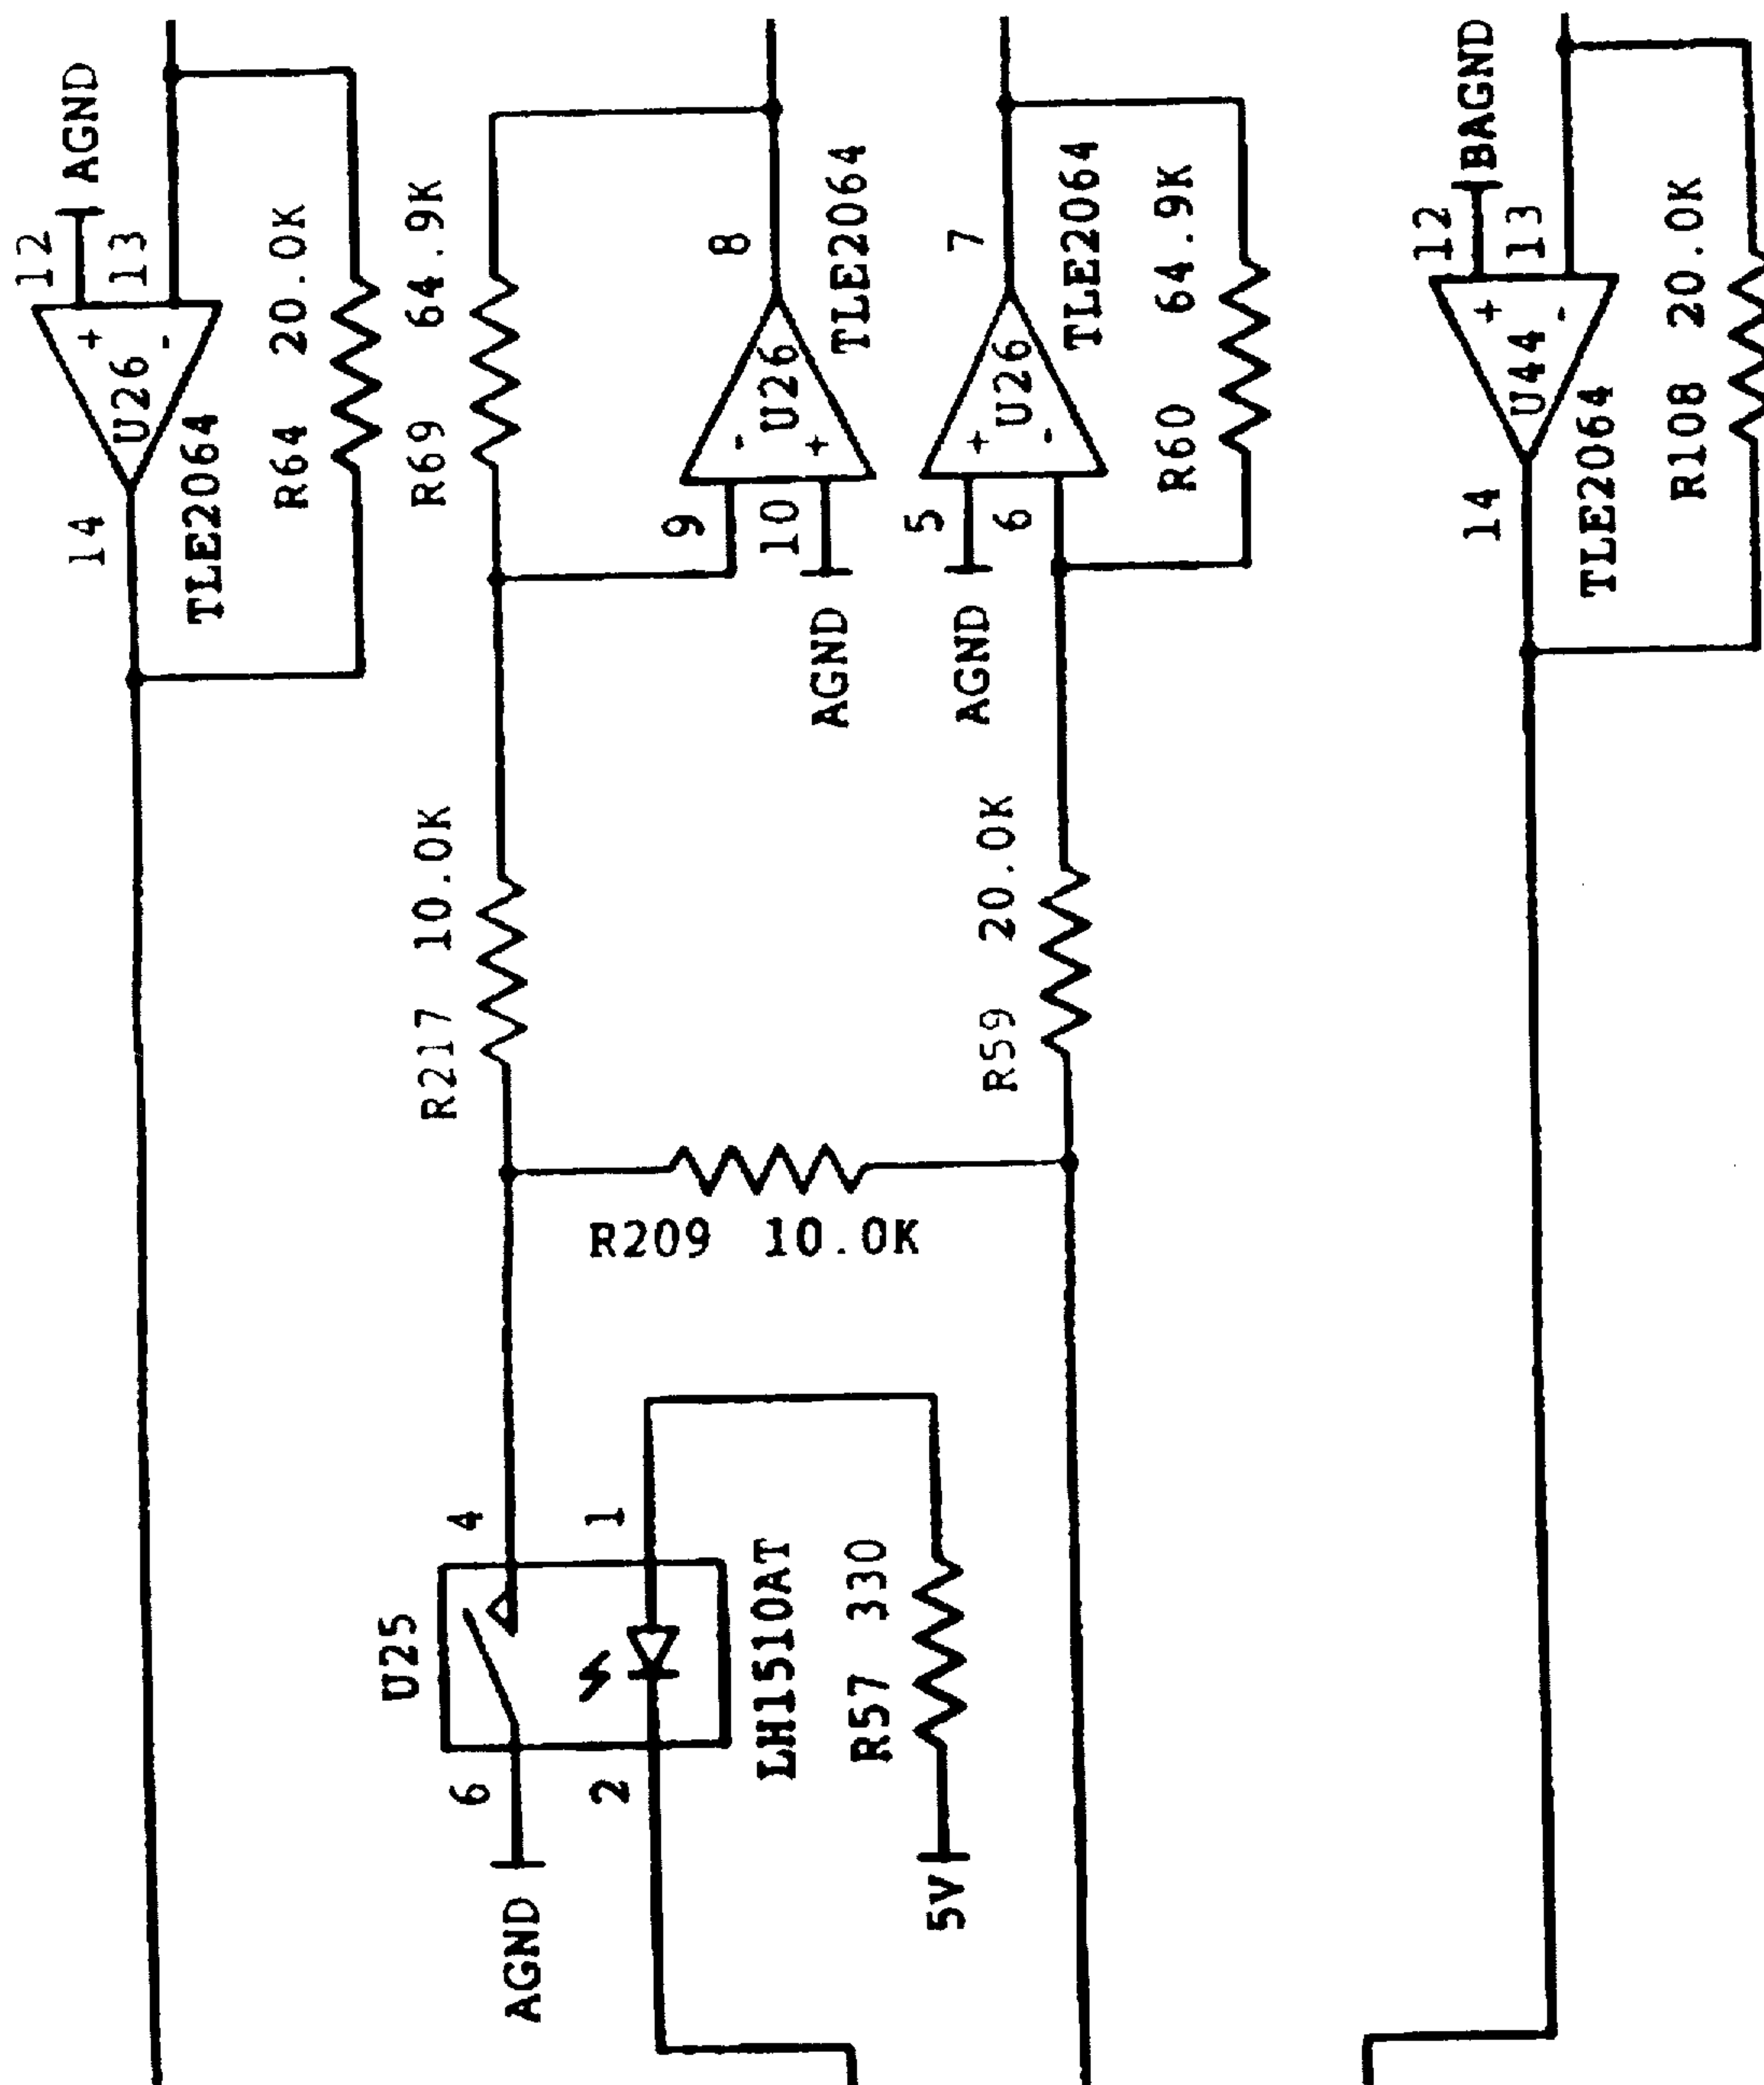 AGND
12
13
+
-
U26
TLE2064
14
R64 20.0K
R69 64.9K
8
TLE2064
U26
-
+
9
10
AGND
7
TLE2064
U26
+
-
5
6
AGND
R60 64.9K
BAGND
12
13
+
-
U44
TLE2064
14
R108 20.0K
R217 10.0K
R59 20.0K
R209 10.0K
U25
4
1
6
2
LH1510AT
R57 330
AGND
5V